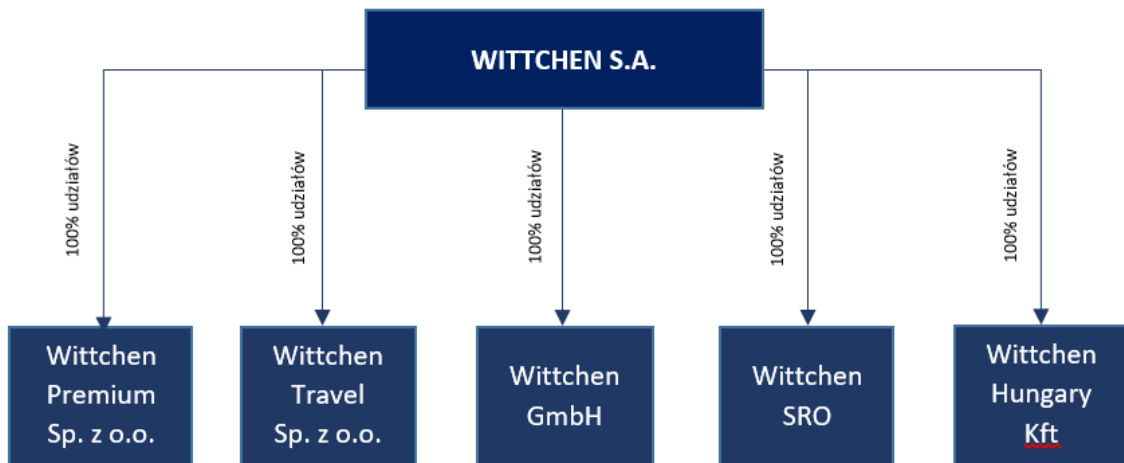 WITTCHEN S.A.
100% udziałów
100% udziałów
100% udziałów
100% udziałów
100% udziałów
Wittchen
Premium
Sp. z o.o.
Wittchen
Travel
Sp. z o.o.
Wittchen
GmbH
Wittchen
SRO
Wittchen
Hungary
Kft